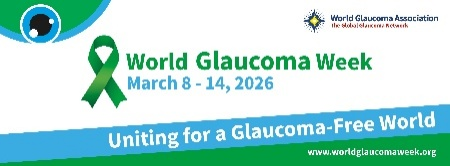 World Glaucoma Association
The Global Glaucoma Network
World Glaucoma Week
March 8 - 14, 2026
Uniting for a Glaucoma-Free World
www.worldglaucomaweek.org